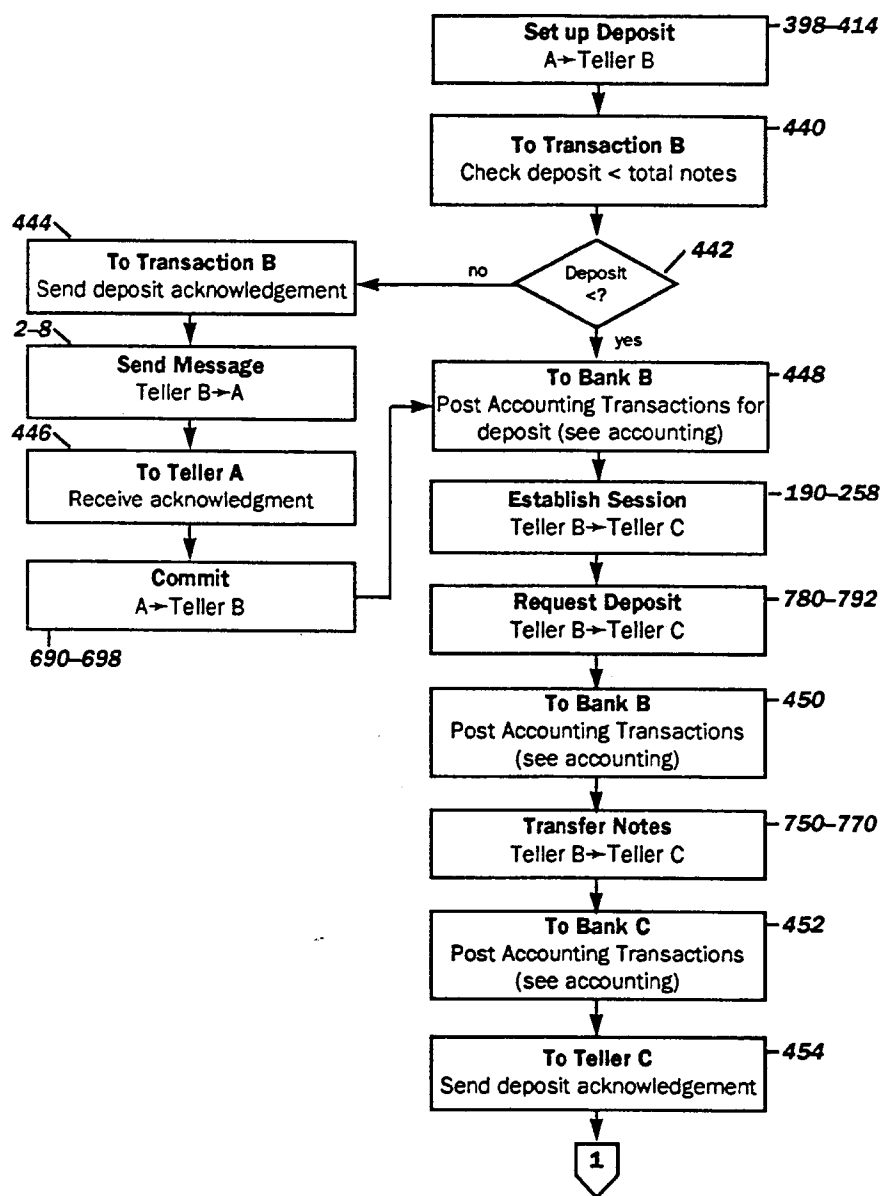 Set up Deposit
A→Teller B
398–414
To Transaction B
Check deposit < total notes
440
Deposit
<?
442
no
yes
444
To Transaction B
Send deposit acknowledgement
2–8
Send Message
Teller B→A
446
To Teller A
Receive acknowledgment
Commit
A→Teller B
690–698
To Bank B
Post Accounting Transactions for
deposit (see accounting)
448
Establish Session
Teller B→Teller C
190–258
Request Deposit
Teller B→Teller C
780–792
To Bank B
Post Accounting Transactions
(see accounting)
450
Transfer Notes
Teller B→Teller C
750–770
To Bank C
Post Accounting Transactions
(see accounting)
452
To Teller C
Send deposit acknowledgement
454
1